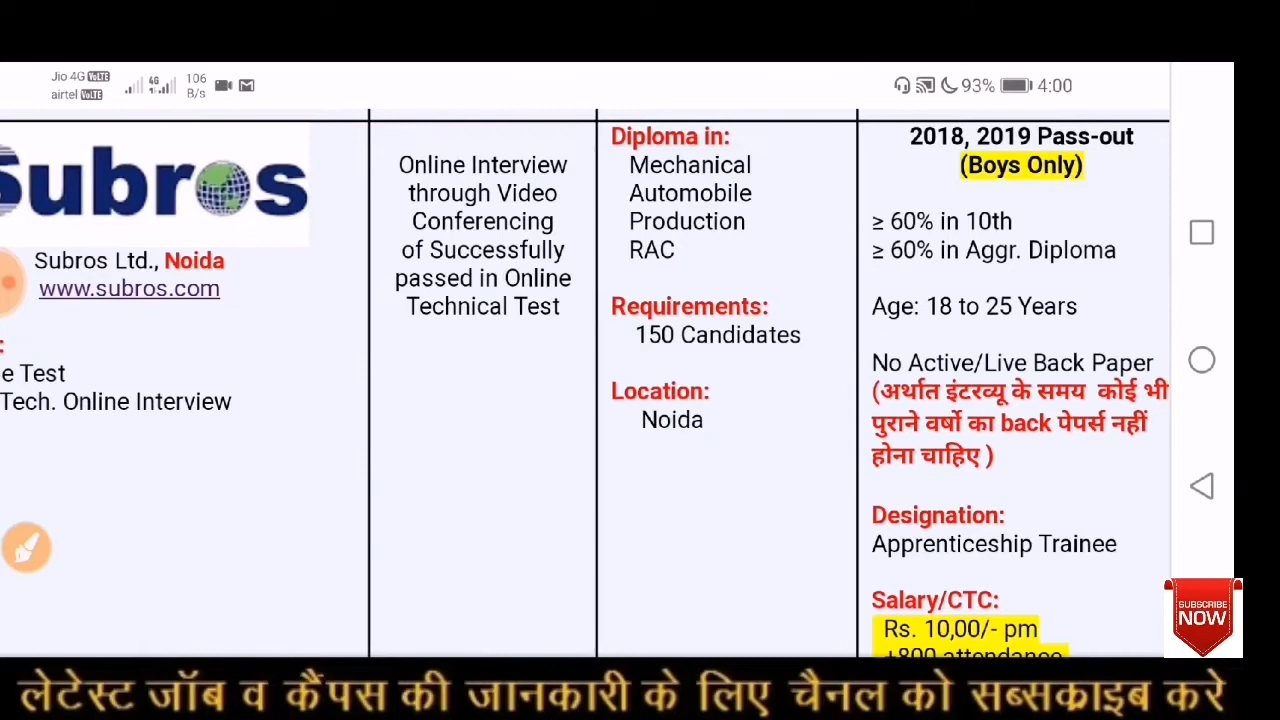 Jio 4G VoLTE
airtel VoLTE
4G
106
B/s
93%
4:00
Subros
Subros Ltd., Noida
www.subros.com
:
e Test
Tech. Online Interview
Online Interview
through Video
Conferencing
of Successfully
passed in Online
Technical Test
Diploma in:
Mechanical
Automobile
Production
RAC
Requirements:
150 Candidates
Location:
Noida
2018, 2019 Pass-out
(Boys Only)
≥ 60% in 10th
≥ 60% in Aggr. Diploma
Age: 18 to 25 Years
No Active/Live Back Paper
(अर्थात इंटरव्यू के समय कोई भी
पुराने वर्षो का back पेपर्स नहीं
होना चाहिए )
Designation:
Apprenticeship Trainee
Salary/CTC:
Rs. 10,00/- pm
+800 attendance
SUBSCRIBE
NOW
लेटेस्ट जॉब व कैंपस की जानकारी के लिए चैनल को सब्सक्राइब करे